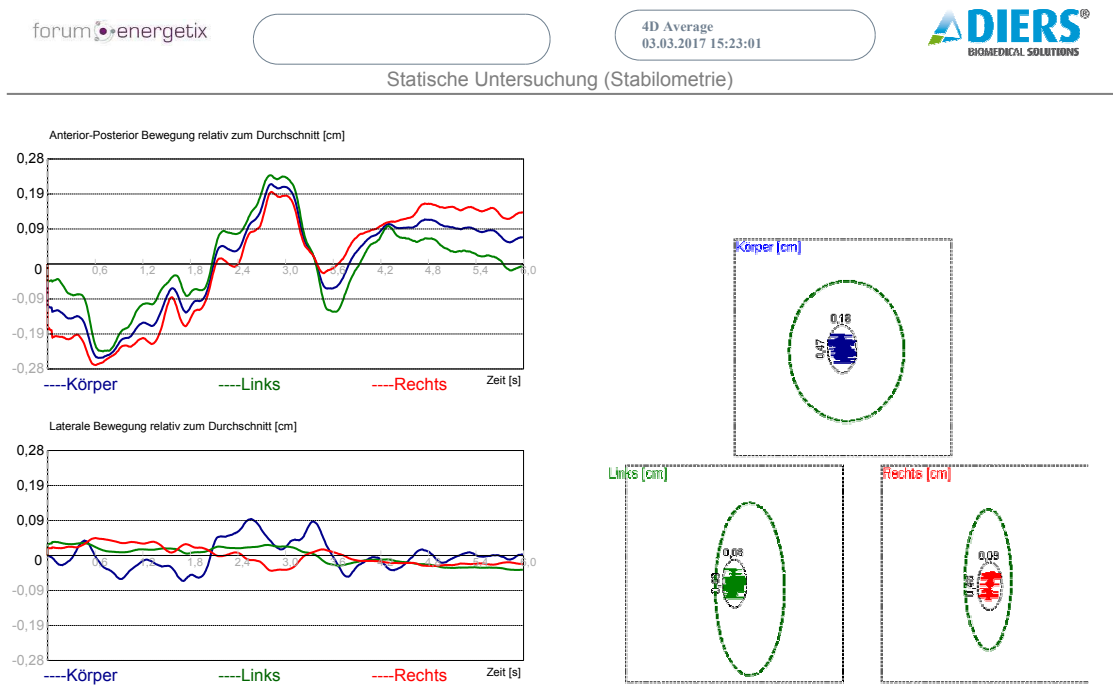 forum energetix
4D Average
03.03.2017 15:23:01
DIERS®
BIOMEDICAL SOLUTIONS
Statische Untersuchung (Stabilometrie)
Anterior-Posterior Bewegung relativ zum Durchschnitt [cm]
0,28
0,19
0,09
0
0,6 1,2 1,8 2,4 3,0 3,6 4,2 4,8 5,4 6,0
-0,09
-0,19
-0,28
----Körper ----Links ----Rechts Zeit [s]
Laterale Bewegung relativ zum Durchschnitt [cm]
0,28
0,19
0,09
0
0,6 1,2 1,8 2,4 3,0 3,6 4,2 4,8 5,4 6,0
-0,09
-0,19
-0,28
----Körper ----Links ----Rechts Zeit [s]
Körper [cm]
0,18
0,47
Links [cm]
0,08
Rechts [cm]
0,09